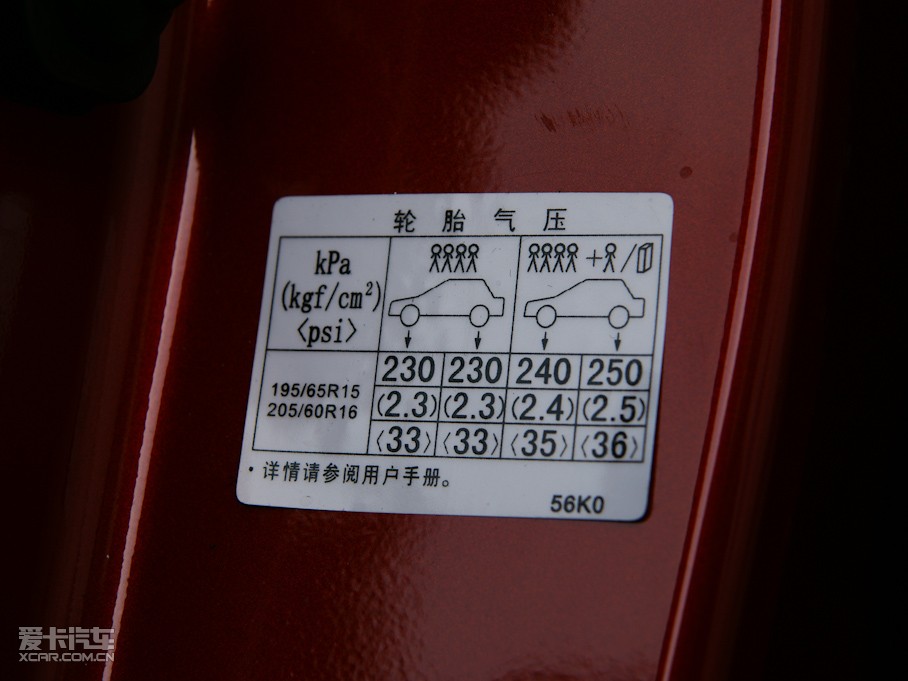 轮胎气压
kPa
(kgf/cm²)
<psi>
+ /
195/65R15
205/60R16
230 230 240 250
(2.3) (2.3) (2.4) (2.5)
〈33〉 〈33〉 〈35〉 〈36〉
·详情请参阅用户手册。
56K0
爱卡汽车
XCAR.COM.CN